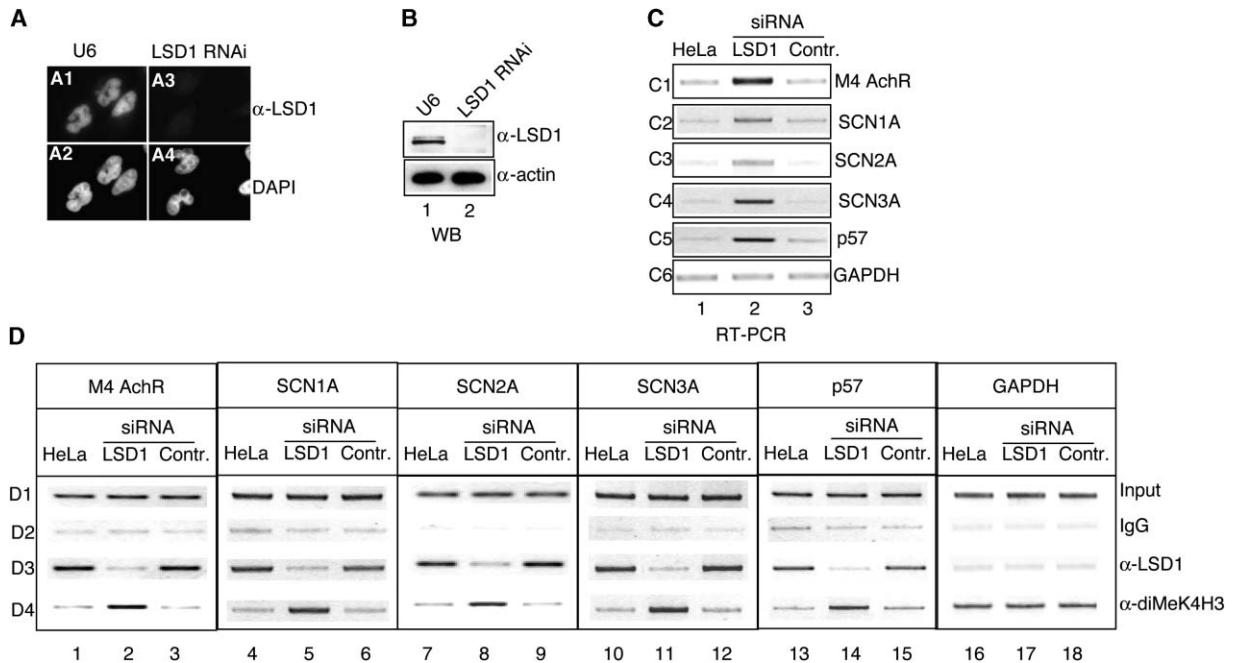 A
U6 LSD1 RNAi
A1 A3
α-LSD1
A2 A4
DAPI
B
U6 LSD1 RNAi
α-LSD1
α-actin
1 2
WB
C
siRNA
HeLa LSD1 Contr.
C1 M4 AchR
C2 SCN1A
C3 SCN2A
C4 SCN3A
C5 p57
C6 GAPDH
1 2 3
RT-PCR
D
M4 AchR SCN1A SCN2A SCN3A p57 GAPDH
siRNA siRNA siRNA siRNA siRNA siRNA
HeLa LSD1 Contr. HeLa LSD1 Contr. HeLa LSD1 Contr. HeLa LSD1 Contr. HeLa LSD1 Contr. HeLa LSD1 Contr.
D1 Input
D2 IgG
D3 α-LSD1
D4 α-diMeK4H3
1 2 3 4 5 6 7 8 9 10 11 12 13 14 15 16 17 18